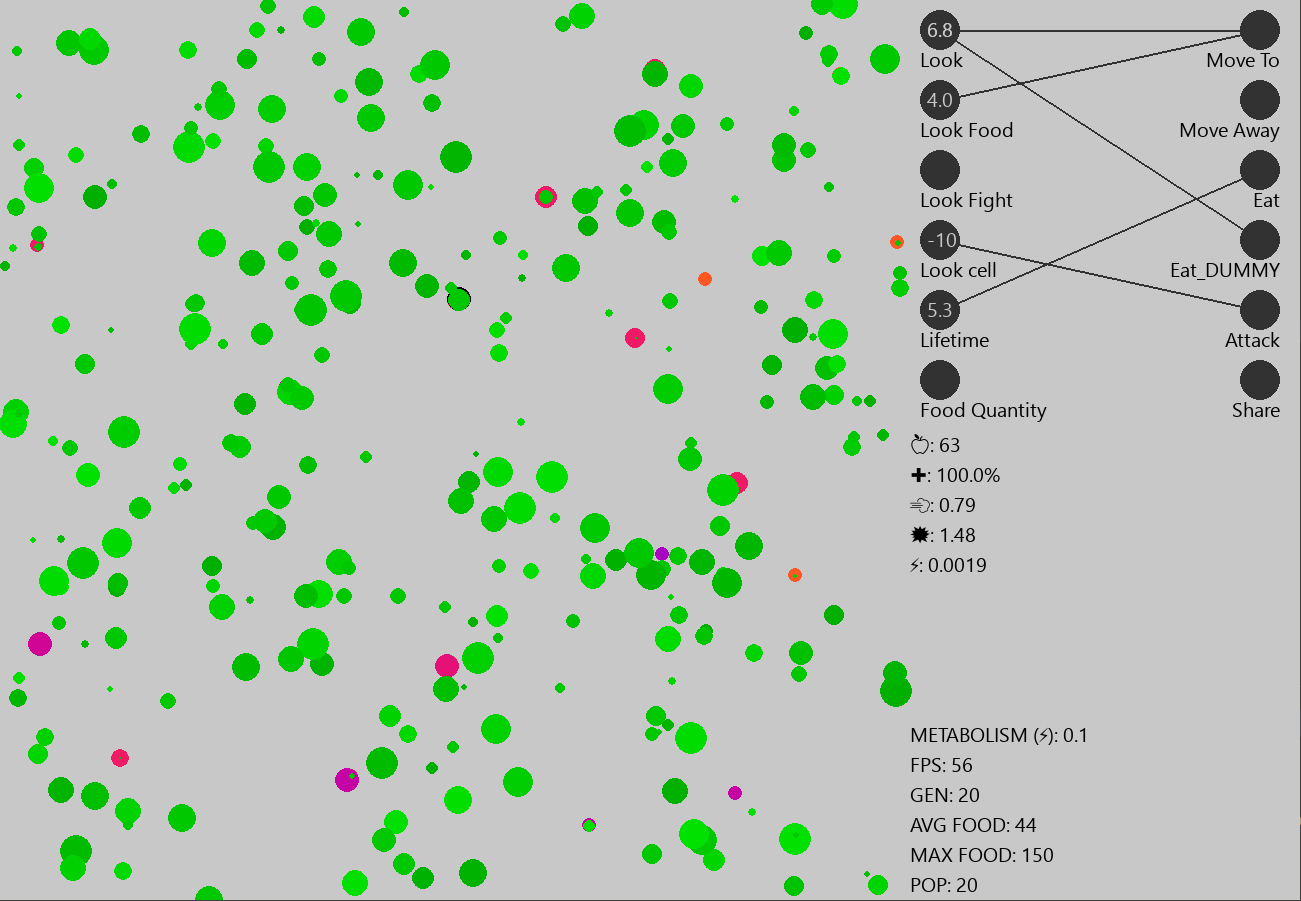 6.8
Look
Move To
4.0
Look Food
Move Away
Look Fight
Eat
-10
Look cell
Eat_DUMMY
5.3
Lifetime
Attack
Food Quantity
Share
🍎: 63
✚: 100.0%
💨: 0.79
✹: 1.48
⚡: 0.0019
METABOLISM (⚡): 0.1
FPS: 56
GEN: 20
AVG FOOD: 44
MAX FOOD: 150
POP: 20